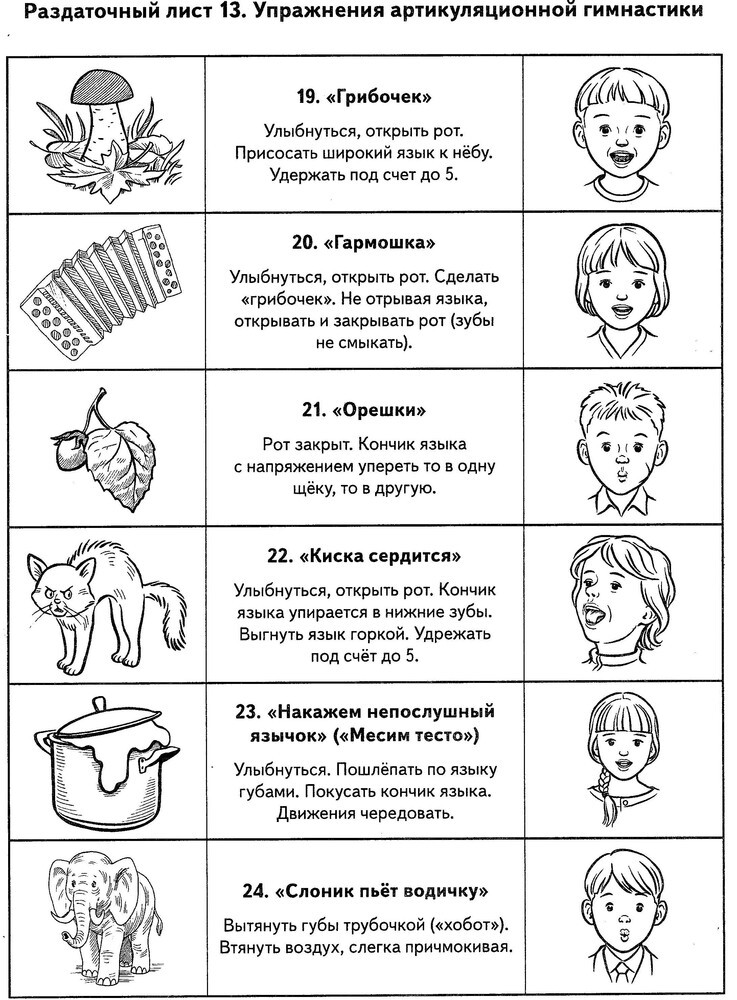 Раздаточный лист 13. Упражнения артикуляционной гимнастики
19. «Грибочек»
Улыбнуться, открыть рот.
Присосать широкий язык к нёбу.
Удержать под счет до 5.
20. «Гармошка»
Улыбнуться, открыть рот. Сделать
«грибочек». Не отрывая языка,
открывать и закрывать рот (зубы
не смыкать).
21. «Орешки»
Рот закрыт. Кончик языка
с напряжением упереть то в одну
щёку, то в другую.
22. «Киска сердится»
Улыбнуться, открыть рот. Кончик
языка упирается в нижние зубы.
Выгнуть язык горкой. Удрежать
под счёт до 5.
23. «Накажем непослушный
язычок» («Месим тесто»)
Улыбнуться. Пошлёпать по языку
губами. Покусать кончик языка.
Движения чередовать.
24. «Слоник пьёт водичку»
Вытянуть губы трубочкой («хобот»).
Втянуть воздух, слегка причмокивая.